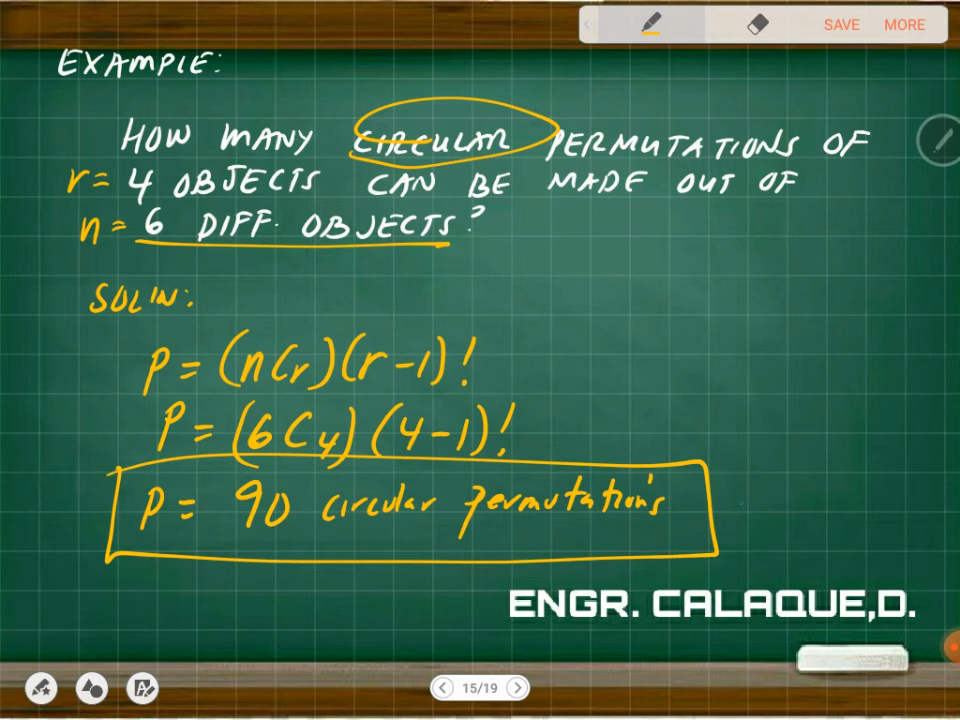 SAVE MORE
EXAMPLE:
HOW MANY CIRCULAR PERMUTATIONS OF
r = 4 OBJECTS CAN BE MADE OUT OF
n = 6 DIFF. OBJECTS?
SOL'N:
P = (nCr)(r-1)!
P = (6C4)(4-1)!
P = 90 circular permutation's
ENGR. CALAQUE,D.
15/19